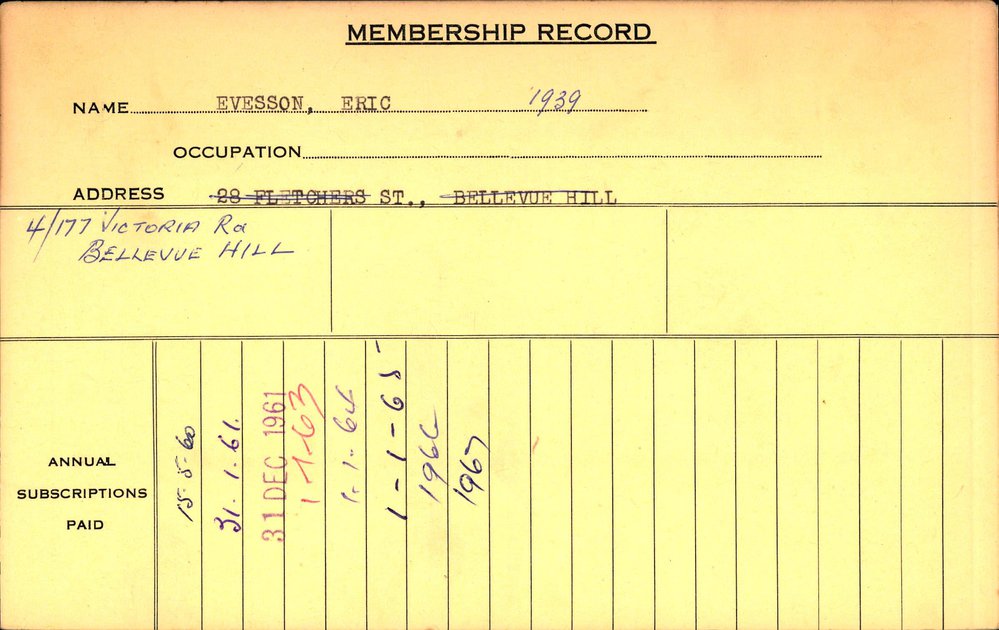 MEMBERSHIP RECORD
NAME EVESSON, ERIC 1939
OCCUPATION
ADDRESS 28 FLETCHERS ST., BELLEVUE HILL
4/177 VICTORIA Rd
BELLEVUE HILL
ANNUAL
SUBSCRIPTIONS
PAID
15-5-60
31.1.61.
31 DEC 1961
1-1-63
1.1.64
1-1-65-
1966
1967